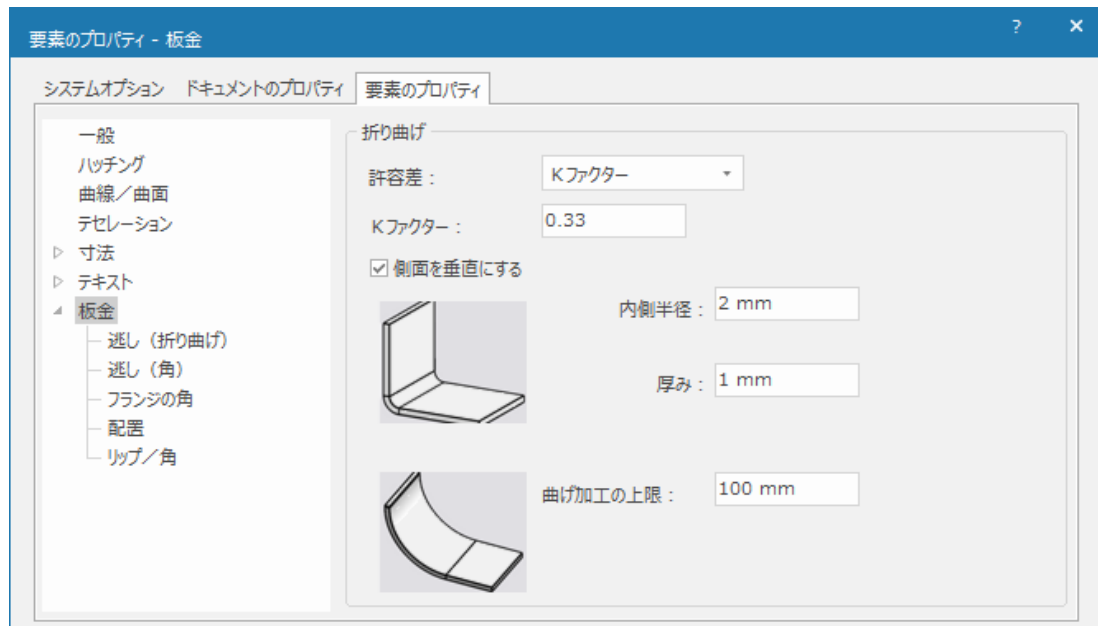 要素のプロパティ - 板金
? ×
システムオプション ドキュメントのプロパティ 要素のプロパティ
一般
ハッチング
曲線／曲面
テセレーション
寸法
テキスト
板金
逃し（折り曲げ）
逃し（角）
フランジの角
配置
リップ／角
折り曲げ
許容差： Kファクター
Kファクター： 0.33
側面を垂直にする
内側半径： 2 mm
厚み： 1 mm
曲げ加工の上限： 100 mm